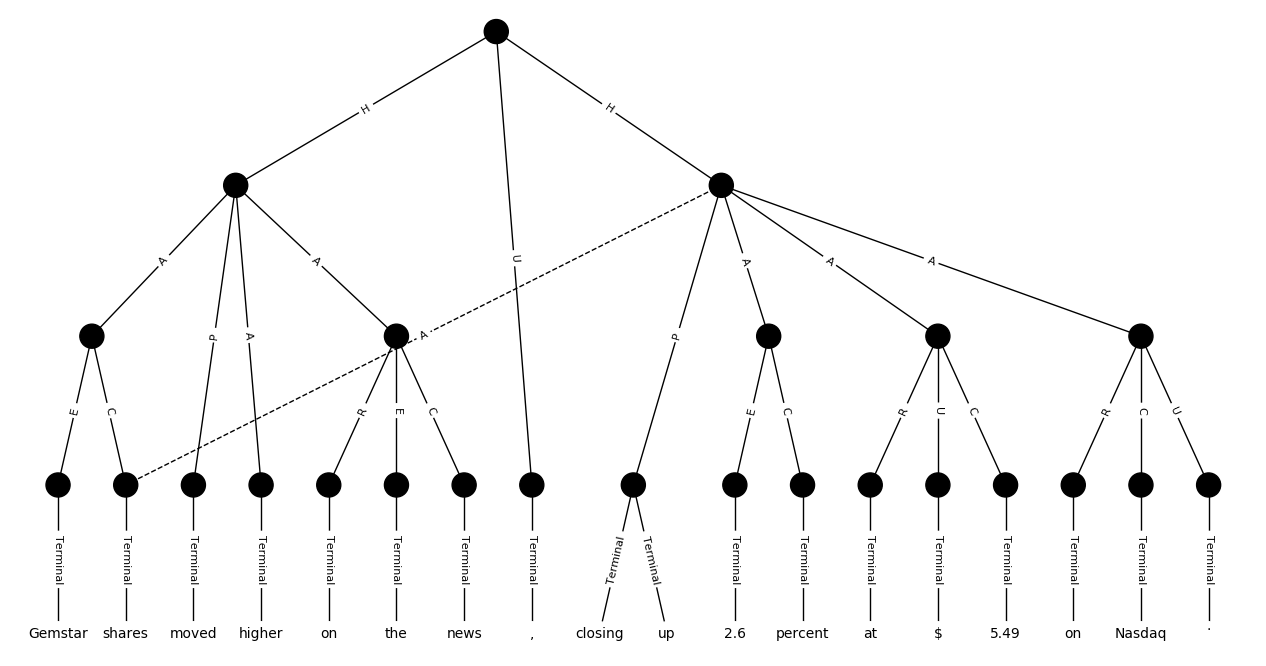 H H
U
A P A A A P A A A
E C R E C E C R U C R C U
Terminal Terminal Terminal Terminal Terminal Terminal Terminal Terminal Terminal Terminal Terminal Terminal Terminal Terminal Terminal Terminal Terminal Terminal
Gemstar shares moved higher on the news , closing up 2.6 percent at $ 5.49 on Nasdaq .